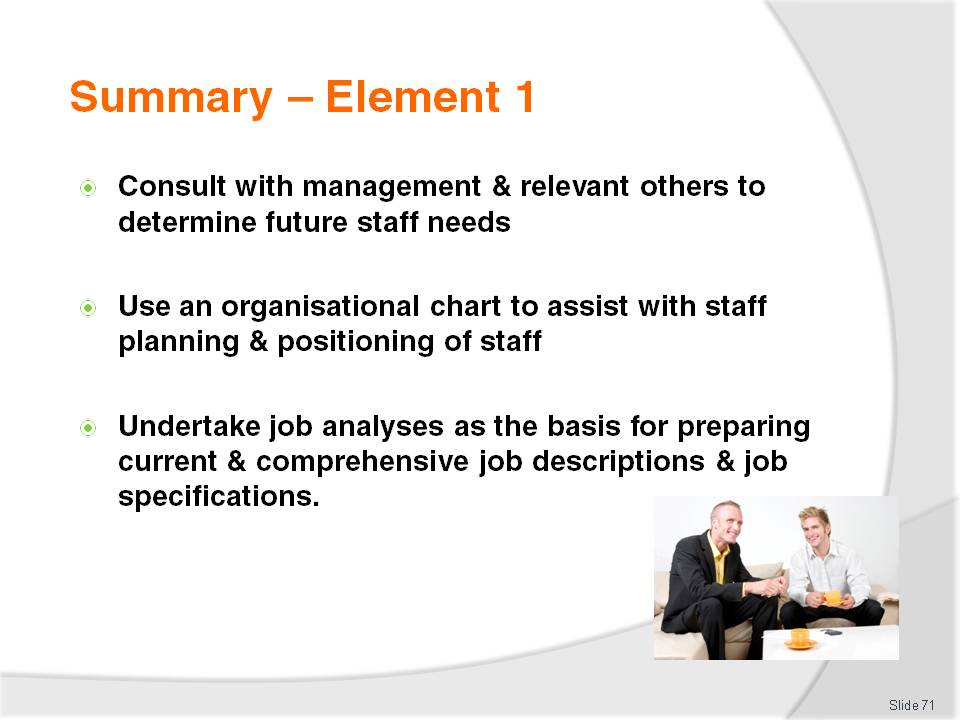 Summary – Element 1
Consult with management & relevant others to
determine future staff needs
Use an organisational chart to assist with staff
planning & positioning of staff
Undertake job analyses as the basis for preparing
current & comprehensive job descriptions & job
specifications.
Slide 71